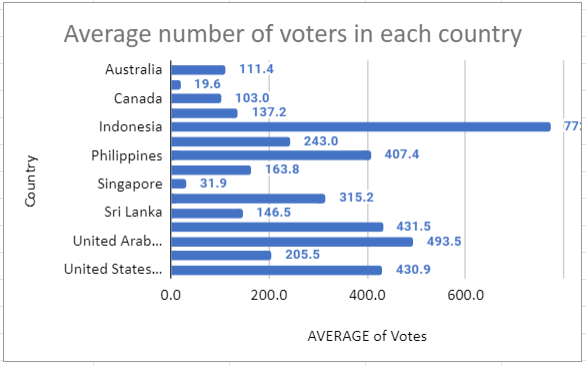 Average number of voters in each country
Country
Australia 111.4
19.6
Canada 103.0
137.2
Indonesia 77
243.0
Philippines 407.4
163.8
Singapore 31.9
315.2
Sri Lanka 146.5
431.5
United Arab... 493.5
205.5
United States... 430.9
0.0 200.0 400.0 600.0
AVERAGE of Votes